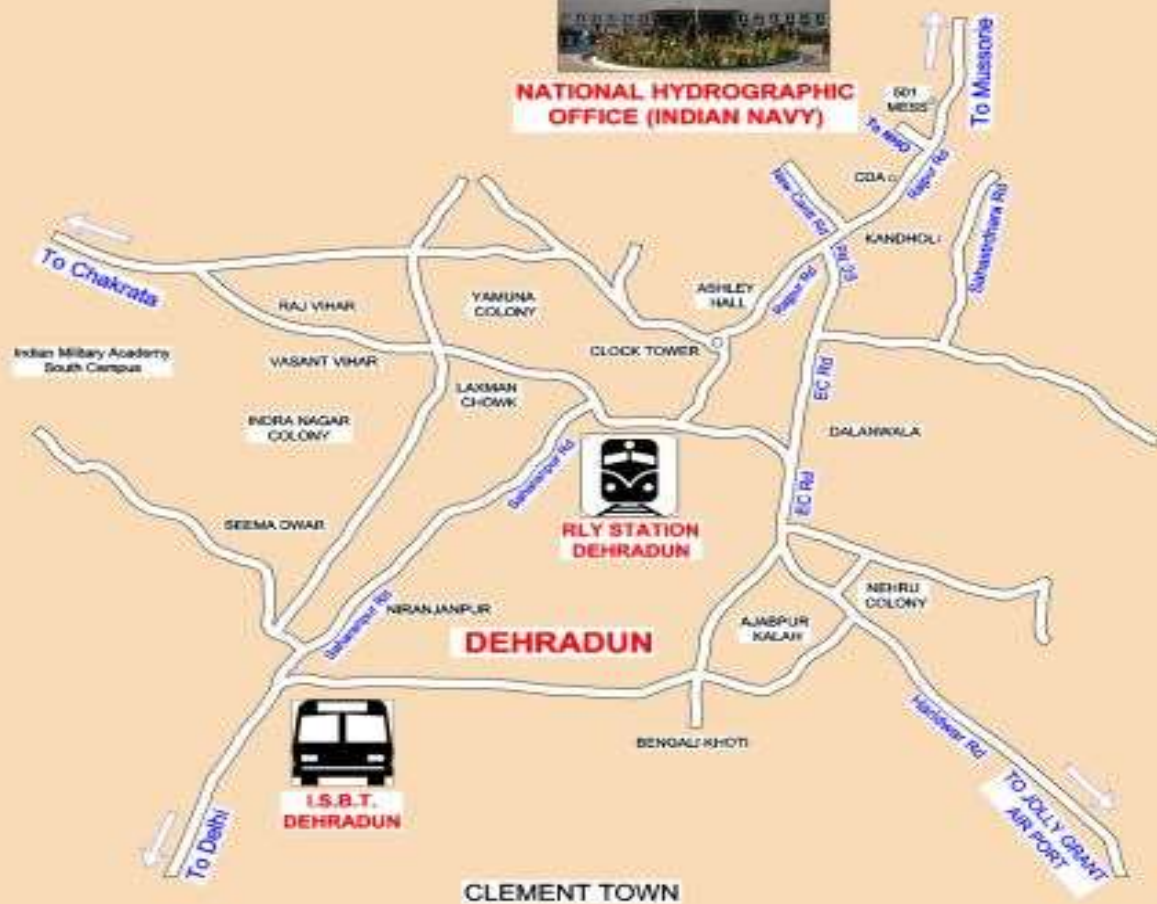 NATIONAL HYDROGRAPHIC
OFFICE (INDIAN NAVY)
To Mussorie
501
MESS
To NHO
CDA
Rajpur Rd
New Cantt Rd
KANDHOLI
Sahastrdhara Rd
To Chakrata
RAJ VIHAR
YAMUNA
COLONY
ASHLEY
HALL
Rajpur Rd
Indian Military Academy
South Campus
VASANT VIHAR
CLOCK TOWER
LAXMAN
CHOWK
EC Rd
INDRA NAGAR
COLONY
DALANWALA
Saharanpur Rd
EC Rd
SEEMA DWAR
RLY STATION
DEHRADUN
NEHRU
COLONY
NIRANJANPUR
Saharanpur Rd
AJABPUR
KALAH
DEHRADUN
BENGALI KHOTI
Haridwar Rd
I.S.B.T.
DEHRADUN
To Delhi
TO JOLLY GRANT
AIR PORT
CLEMENT TOWN